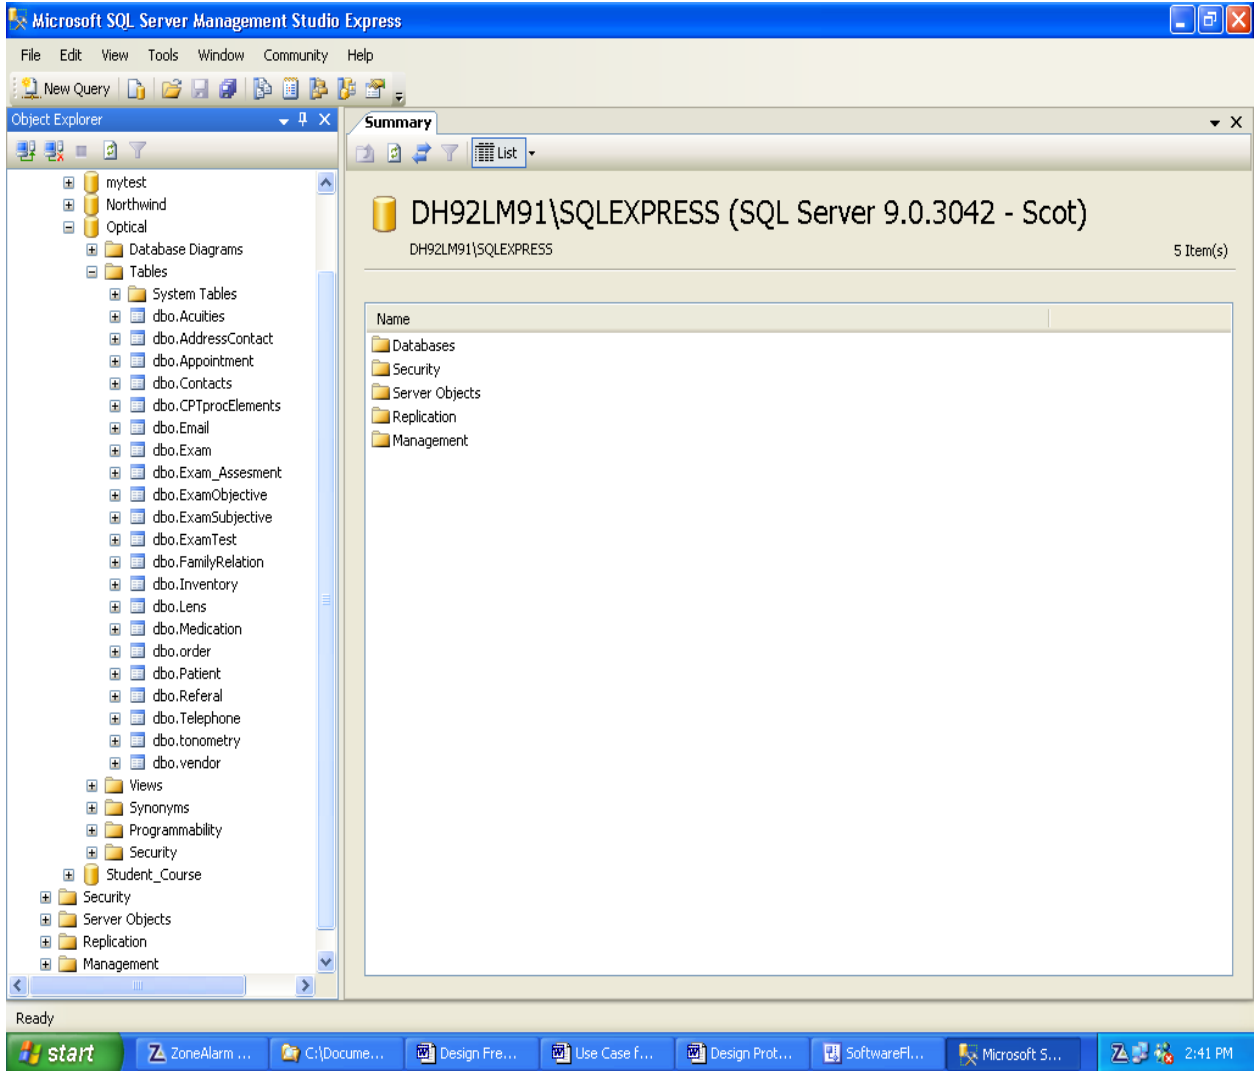 Microsoft SQL Server Management Studio Express
File Edit View Tools Window Community Help
New Query
Object Explorer
Summary
List
mytest
Northwind
Optical
Database Diagrams
Tables
System Tables
dbo.Acuities
dbo.AddressContact
dbo.Appointment
dbo.Contacts
dbo.CPTprocElements
dbo.Email
dbo.Exam
dbo.Exam_Assesment
dbo.ExamObjective
dbo.ExamSubjective
dbo.ExamTest
dbo.FamilyRelation
dbo.Inventory
dbo.Lens
dbo.Medication
dbo.order
dbo.Patient
dbo.Referal
dbo.Telephone
dbo.tonometry
dbo.vendor
Views
Synonyms
Programmability
Security
Student_Course
Security
Server Objects
Replication
Management
DH92LM91\SQLEXPRESS (SQL Server 9.0.3042 - Scot)
DH92LM91\SQLEXPRESS
5 Item(s)
Name
Databases
Security
Server Objects
Replication
Management
Ready
start
ZoneAlarm ...
C:\Docume...
Design Fre...
Use Case f...
Design Prot...
SoftwareFl...
Microsoft S...
2:41 PM